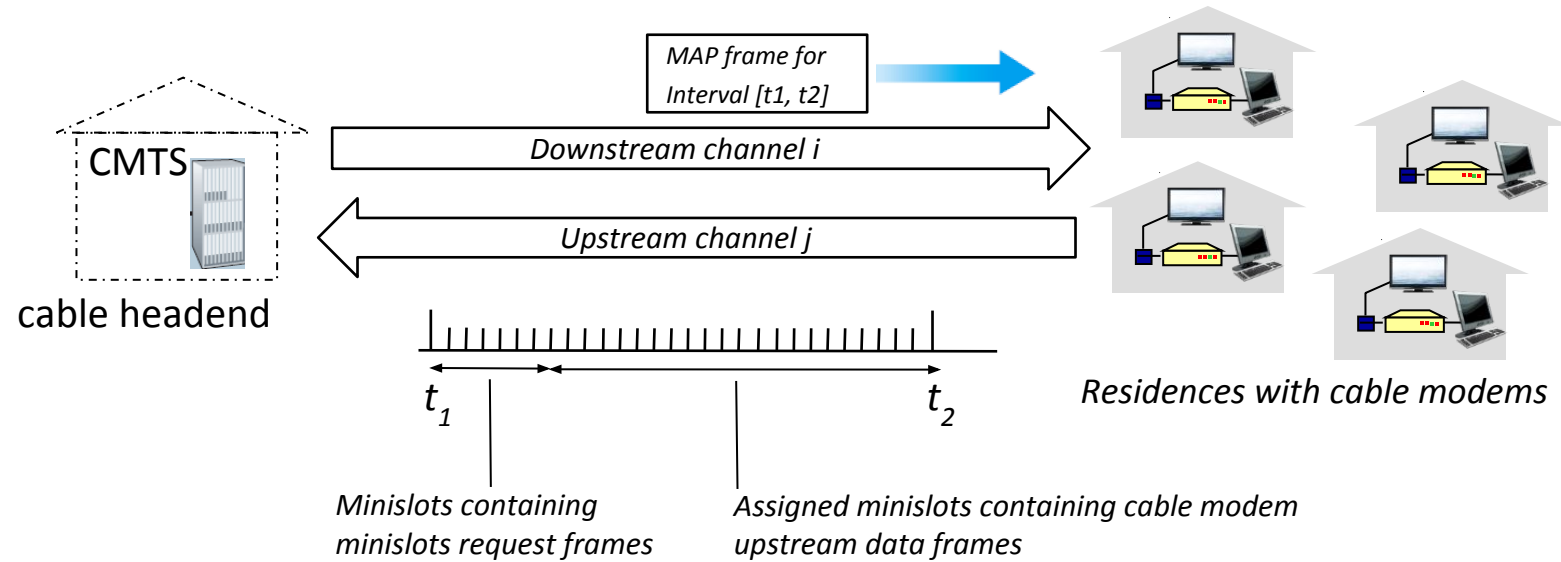 MAP frame for
Interval [t1, t2]
CMTS
Downstream channel i
Upstream channel j
cable headend
t₁
t₂
Residences with cable modems
Minislots containing
minislots request frames
Assigned minislots containing cable modem
upstream data frames